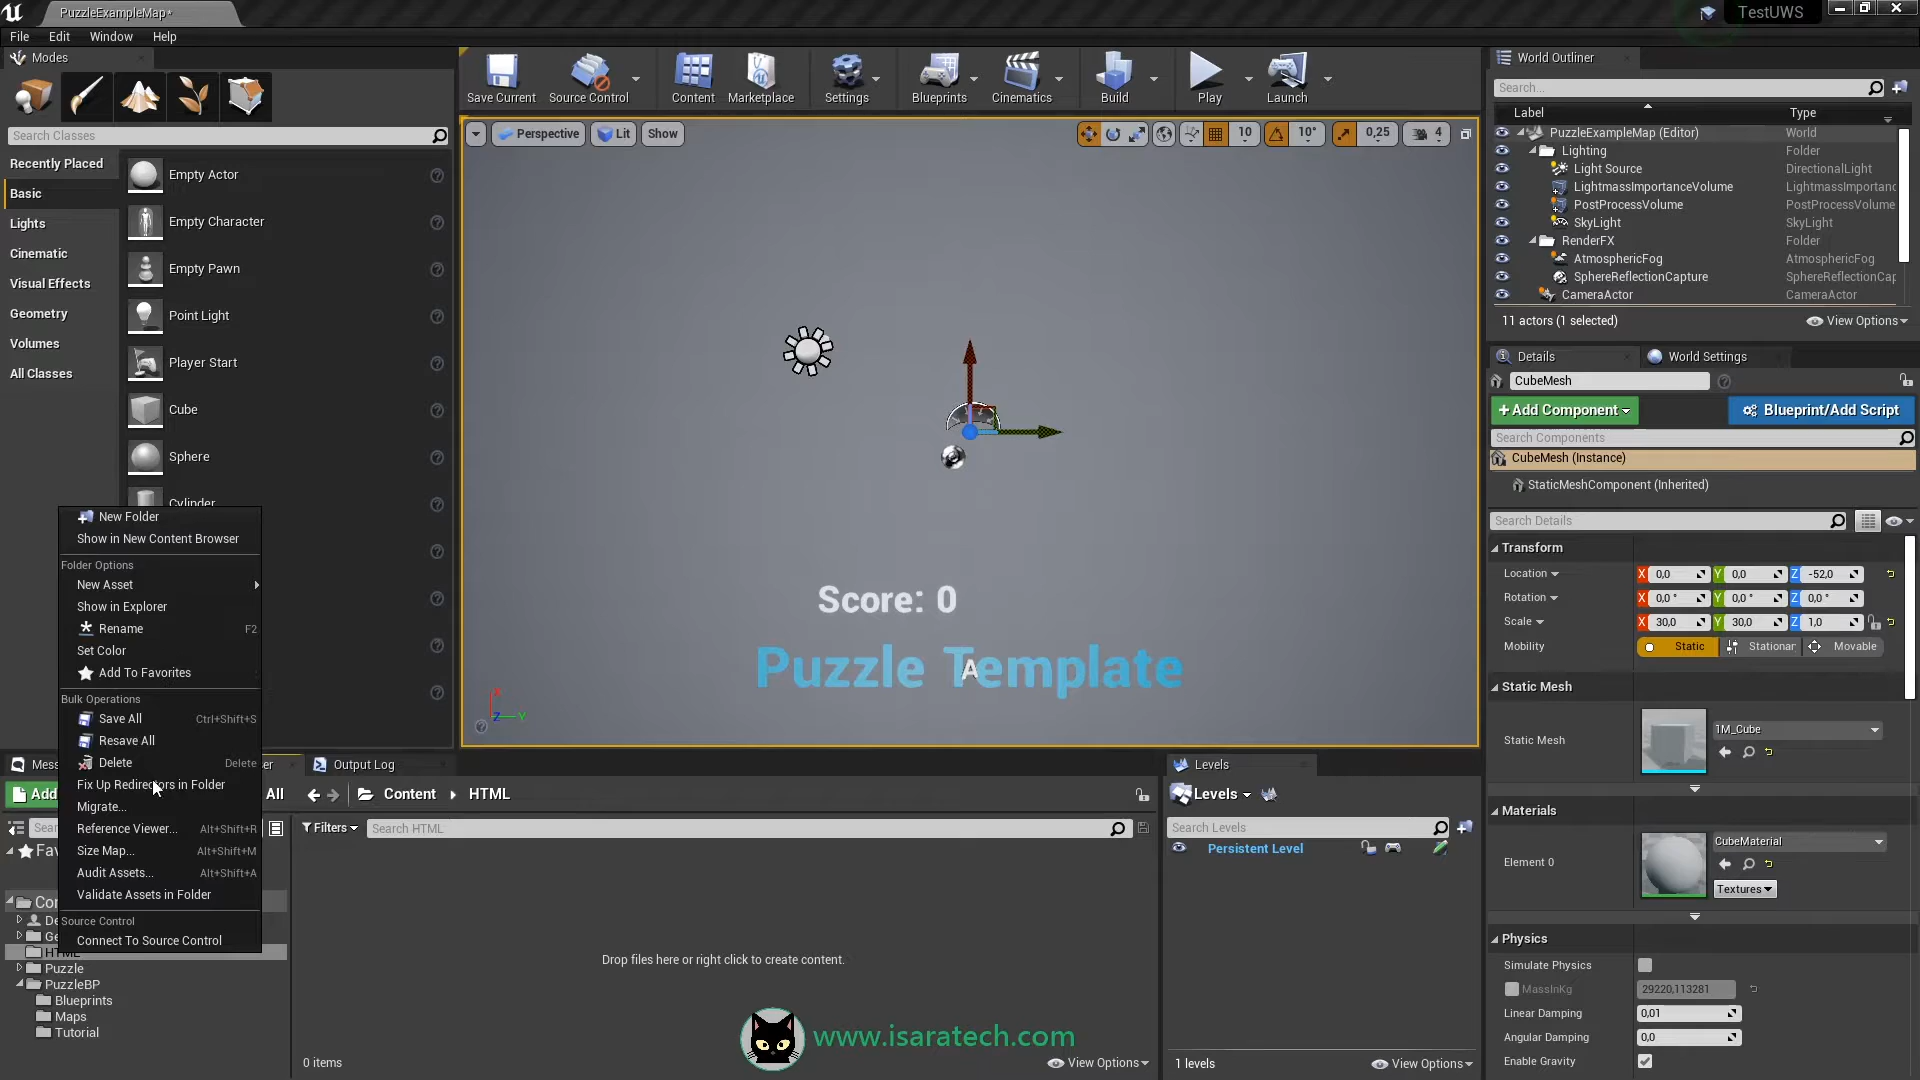 PuzzleExampleMap*
TestUWS
File Edit Window Help
Modes
Search Classes
Recently Placed
Basic
Lights
Cinematic
Visual Effects
Geometry
Volumes
All Classes
Empty Actor
Empty Character
Empty Pawn
Point Light
Player Start
Cube
Sphere
Cylinder
Save Current
Source Control
Content
Marketplace
Settings
Blueprints
Cinematics
Build
Play
Launch
Perspective
Lit
Show
10
10°
0,25
4
Score: 0
Puzzle Template
A
X
Z
Y
New Folder
Show in New Content Browser
Folder Options
New Asset
Show in Explorer
Rename F2
Set Color
Add To Favorites
Bulk Operations
Save All Ctrl+Shift+S
Resave All
Delete Delete
Fix Up Redirectors in Folder
Migrate...
Reference Viewer... Alt+Shift+R
Size Map... Alt+Shift+M
Audit Assets... Alt+Shift+A
Validate Assets in Folder
Source Control
Connect To Source Control
Mess
er
Output Log
Add
All
Content
HTML
Sear
Filters
Search HTML
Fav
Con
De
Ge
HTML
Puzzle
PuzzleBP
Blueprints
Maps
Tutorial
Drop files here or right click to create content.
0 items
View Options
www.isaratech.com
Levels
Levels
Search Levels
Persistent Level
1 levels
View Options
World Outliner
Search...
Label Type
PuzzleExampleMap (Editor) World
Lighting Folder
Light Source DirectionalLight
LightmassImportanceVolume LightmassImportanc
PostProcessVolume PostProcessVolume
SkyLight SkyLight
RenderFX Folder
AtmosphericFog AtmosphericFog
SphereReflectionCapture SphereReflectionCap
CameraActor CameraActor
11 actors (1 selected)
View Options
Details
World Settings
CubeMesh
+Add Component
Blueprint/Add Script
Search Components
CubeMesh (Instance)
StaticMeshComponent (Inherited)
Search Details
Transform
Location X 0,0 Y 0,0 Z -52,0
Rotation X 0,0 ° Y 0,0 ° Z 0,0 °
Scale X 30,0 Y 30,0 Z 1,0
Mobility Static Stationar Movable
Static Mesh
Static Mesh
1M_Cube
Materials
Element 0
CubeMaterial
Textures
Physics
Simulate Physics
MassInKg 29220,113281
Linear Damping 0,01
Angular Damping 0,0
Enable Gravity